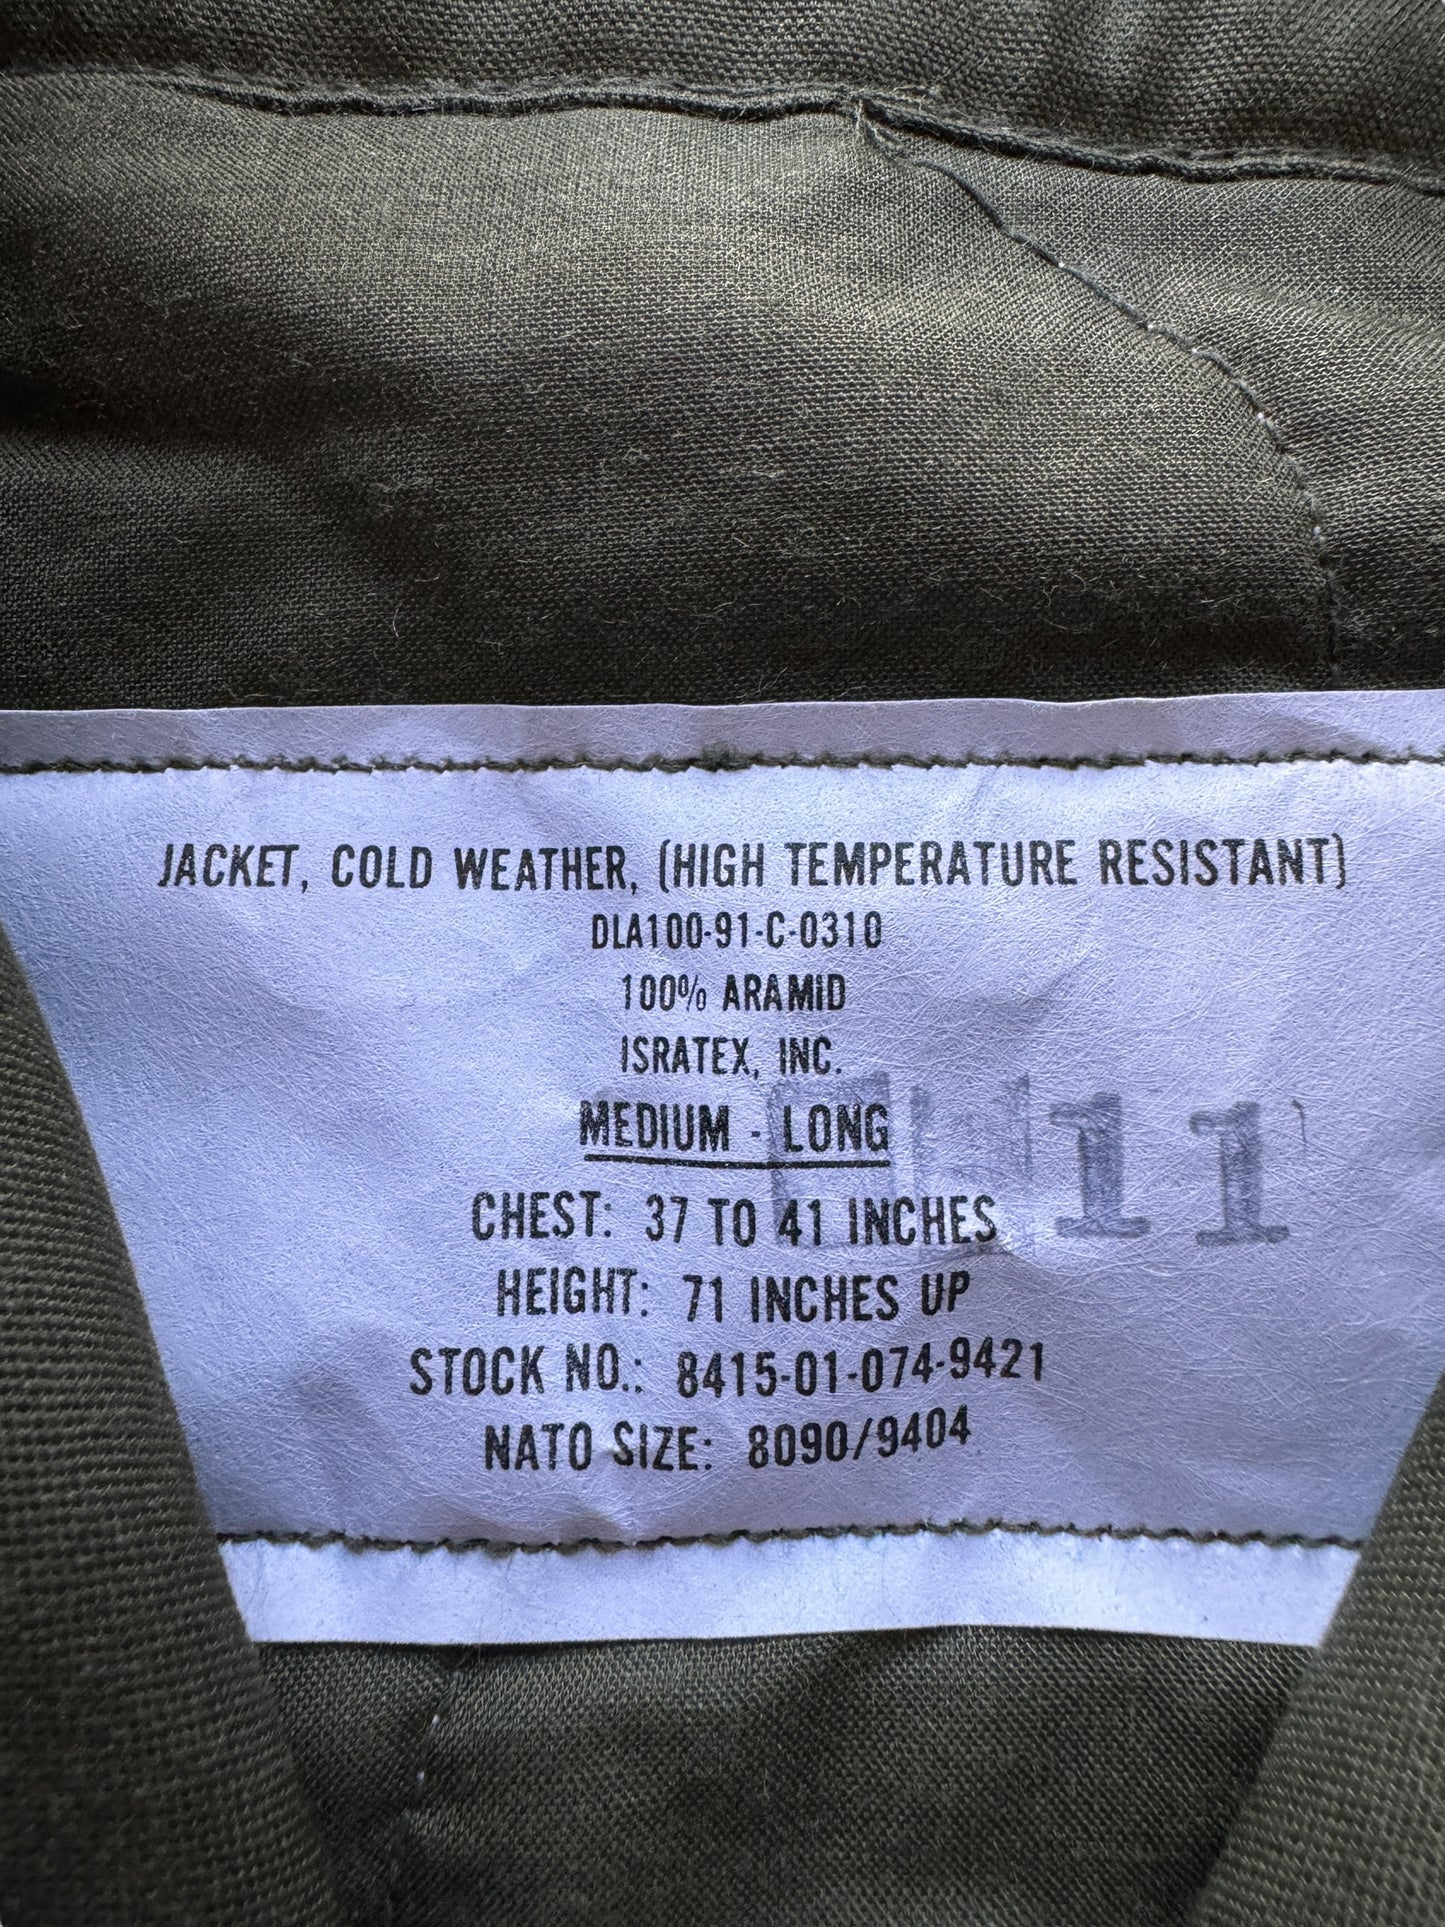 JACKET, COLD WEATHER, (HIGH TEMPERATURE RESISTANT)
DLA100-91-C-0310
100% ARAMID
ISRATEX, INC.
MEDIUM - LONG
11
CHEST: 37 TO 41 INCHES
HEIGHT: 71 INCHES UP
STOCK NO.: 8415-01-074-9421
NATO SIZE: 8090/9404